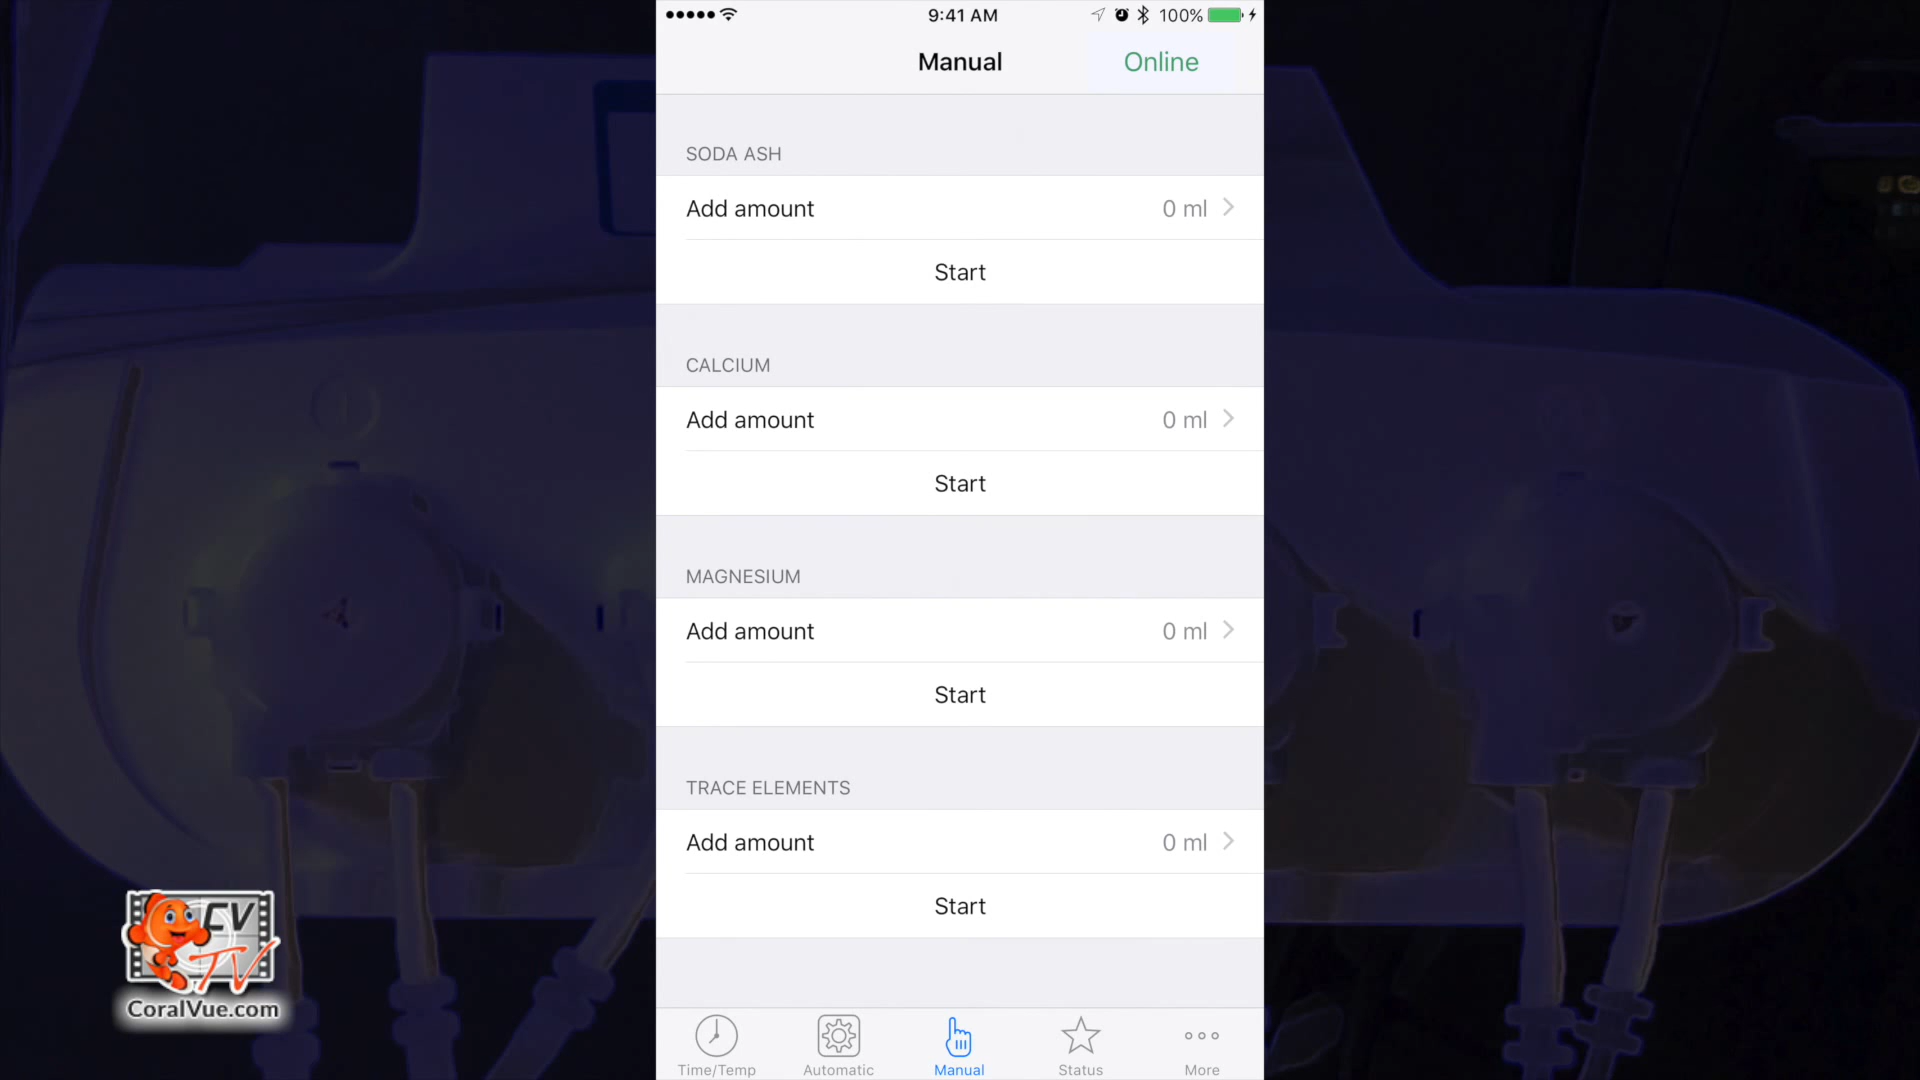 9:41 AM
100%
Manual
Online
SODA ASH
Add amount
0 ml
Start
CALCIUM
Add amount
0 ml
Start
MAGNESIUM
Add amount
0 ml
Start
TRACE ELEMENTS
Add amount
0 ml
Start
CV
TV
CoralVue.com
Time/Temp
Automatic
Manual
Status
More